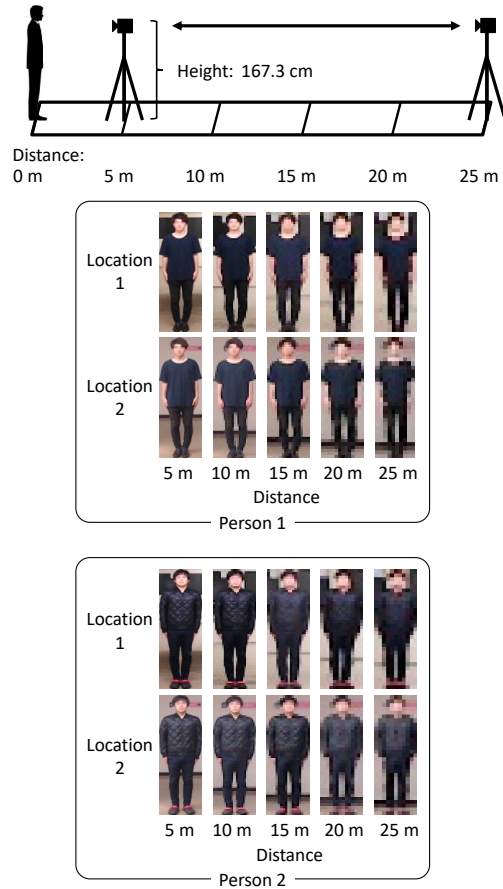 Height: 167.3 cm
Distance:
0 m 5 m 10 m 15 m 20 m 25 m
Location
1
Location
2
5 m 10 m 15 m 20 m 25 m
Distance
Person 1
Location
1
Location
2
5 m 10 m 15 m 20 m 25 m
Distance
Person 2